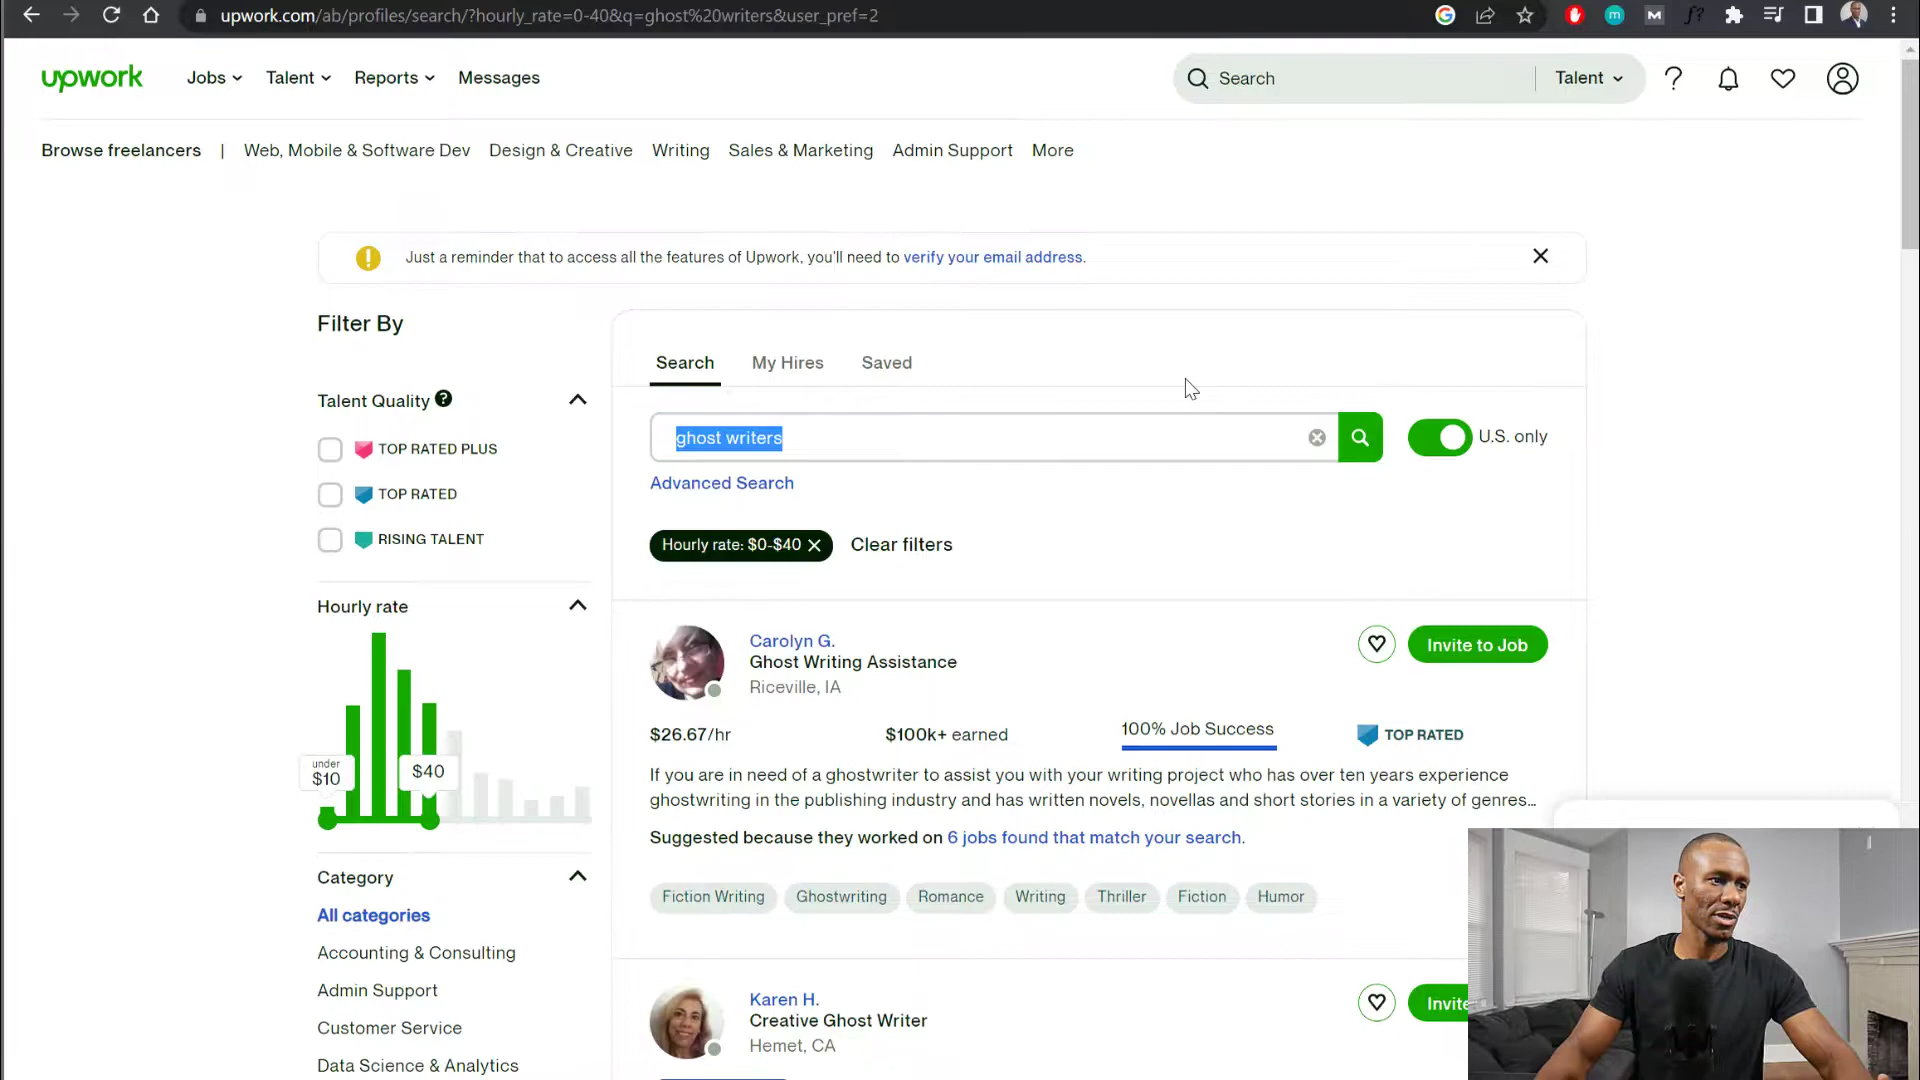 upwork.com/ab/profiles/search/?hourly_rate=0-40&q=ghost%20writers&user_pref=2
upwork Jobs Talent Reports Messages Search Talent
Browse freelancers | Web, Mobile & Software Dev Design & Creative Writing Sales & Marketing Admin Support More
Just a reminder that to access all the features of Upwork, you'll need to verify your email address.
Filter By
Search My Hires Saved
Talent Quality
ghost writers
U.S. only
TOP RATED PLUS
Advanced Search
TOP RATED
RISING TALENT
Hourly rate: $0-$40 Clear filters
Hourly rate
under
$10
$40
Carolyn G.
Ghost Writing Assistance
Riceville, IA
Invite to Job
$26.67/hr $100k+ earned 100% Job Success TOP RATED
If you are in need of a ghostwriter to assist you with your writing project who has over ten years experience
ghostwriting in the publishing industry and has written novels, novellas and short stories in a variety of genres...
Suggested because they worked on 6 jobs found that match your search.
Fiction Writing Ghostwriting Romance Writing Thriller Fiction Humor
Category
All categories
Accounting & Consulting
Admin Support
Customer Service
Data Science & Analytics
Karen H.
Creative Ghost Writer
Hemet, CA
Invite